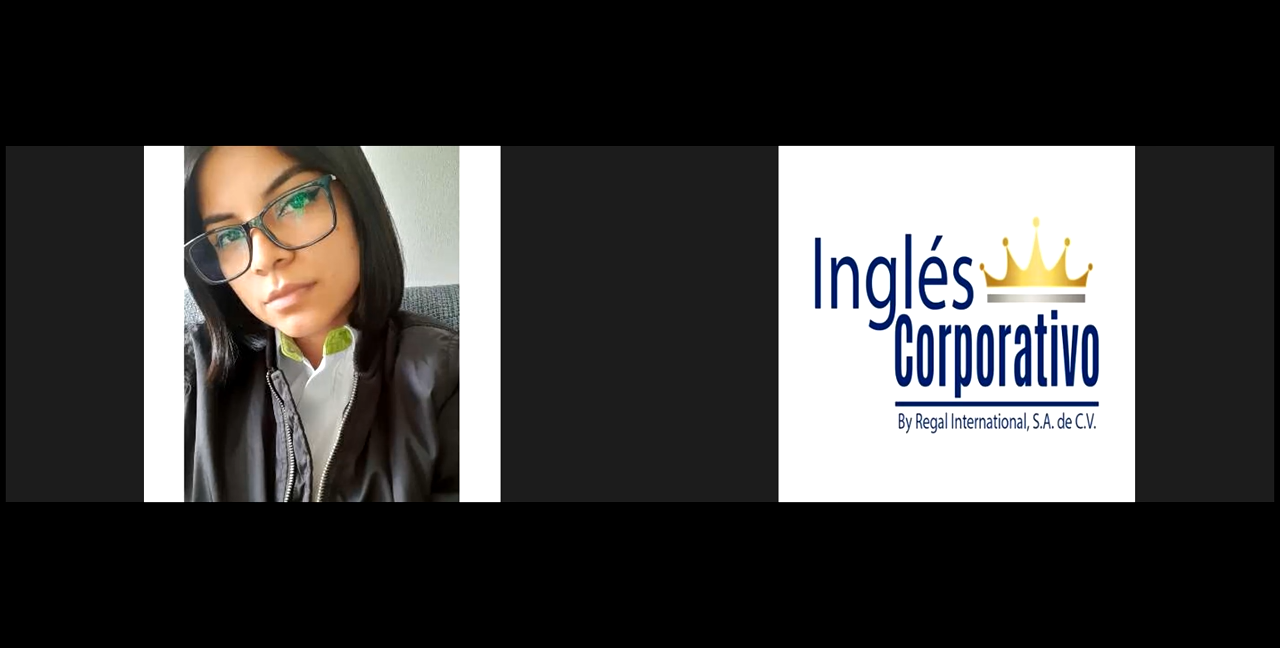 Inglés
Corporativo
By Regal International, S.A. de C.V.